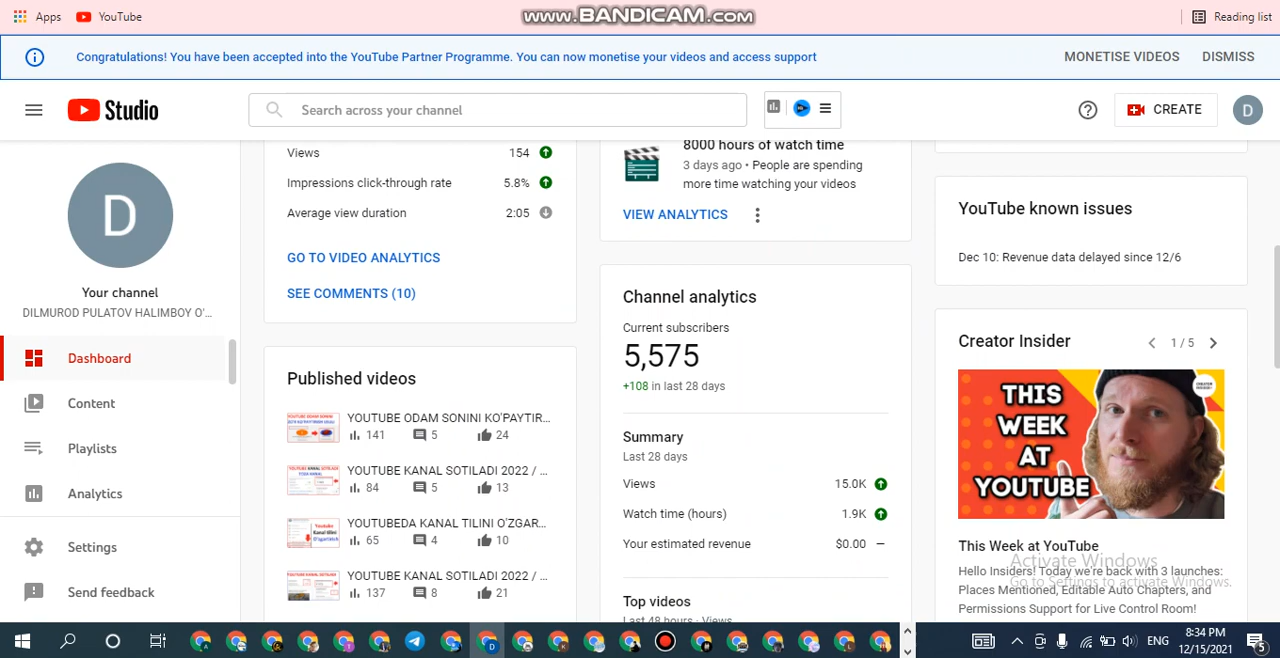 Apps YouTube www.BANDICAM.com Reading list
Congratulations! You have been accepted into the YouTube Partner Programme. You can now monetise your videos and access support MONETISE VIDEOS DISMISS
Studio Search across your channel CREATE D
D
Your channel
DILMUROD PULATOV HALIMBOY O'...
Dashboard
Content
Playlists
Analytics
Settings
Send feedback
Views 154
Impressions click-through rate 5.8%
Average view duration 2:05
GO TO VIDEO ANALYTICS
SEE COMMENTS (10)
Published videos
YOUTUBE ODAM SONINI KO'PAYTIR...
141 5 24
YOUTUBE KANAL SOTILADI 2022 / ...
84 5 13
YOUTUBEDA KANAL TILINI O'ZGAR...
65 4 10
YOUTUBE KANAL SOTILADI 2022 / ...
137 8 21
8000 hours of watch time
3 days ago • People are spending
more time watching your videos
VIEW ANALYTICS
Channel analytics
Current subscribers
5,575
+108 in last 28 days
Summary
Last 28 days
Views 15.0K
Watch time (hours) 1.9K
Your estimated revenue $0.00 —
Top videos
Last 48 hours · Views
YouTube known issues
Dec 10: Revenue data delayed since 12/6
Creator Insider 1 / 5
THIS
WEEK
AT
YOUTUBE
This Week at YouTube
Hello Insiders! Today we're back with 3 launches:
Places Mentioned, Editable Auto Chapters, and
Permissions Support for Live Control Room!
Activate Windows
Go to Settings to activate Windows.
ENG 8:34 PM
12/15/2021 5